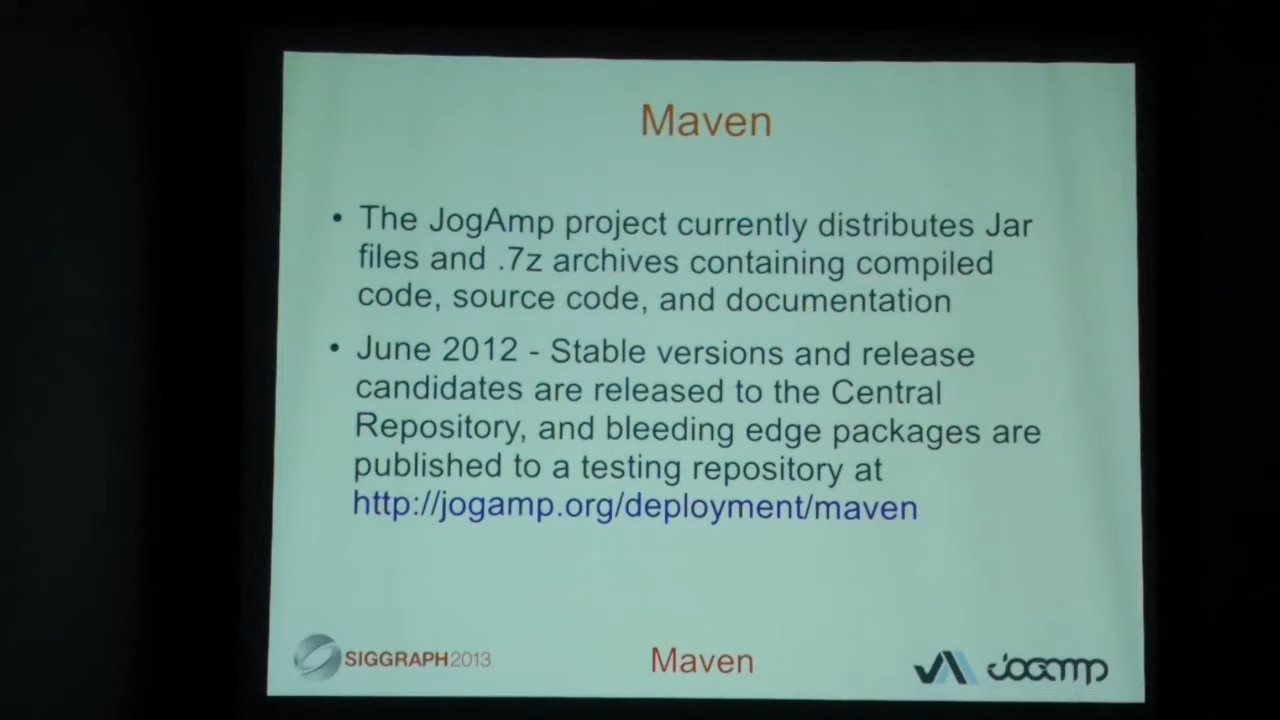 Maven
• The JogAmp project currently distributes Jar
files and .7z archives containing compiled
code, source code, and documentation
• June 2012 - Stable versions and release
candidates are released to the Central
Repository, and bleeding edge packages are
published to a testing repository at
http://jogamp.org/deployment/maven
SIGGRAPH2013
Maven
JOGAMP